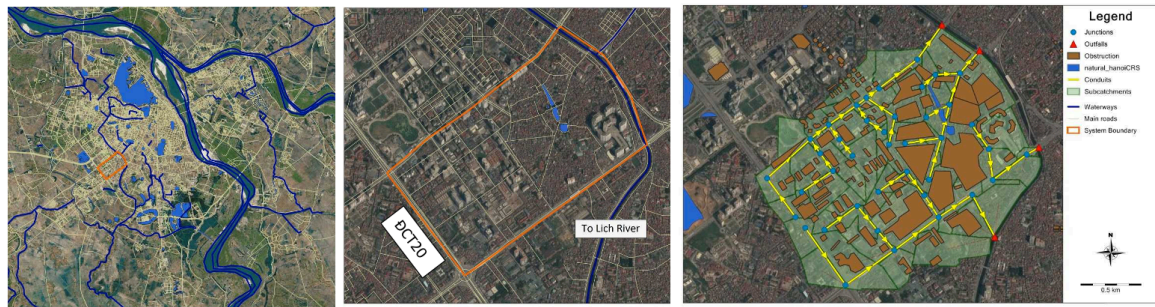 ĐCT20
To Lich River
Legend
Junctions
Outfalls
Obstruction
natural_hanoiCRS
Conduits
Subcatchments
Waterways
Main roads
System Boundary
N
0.5 km